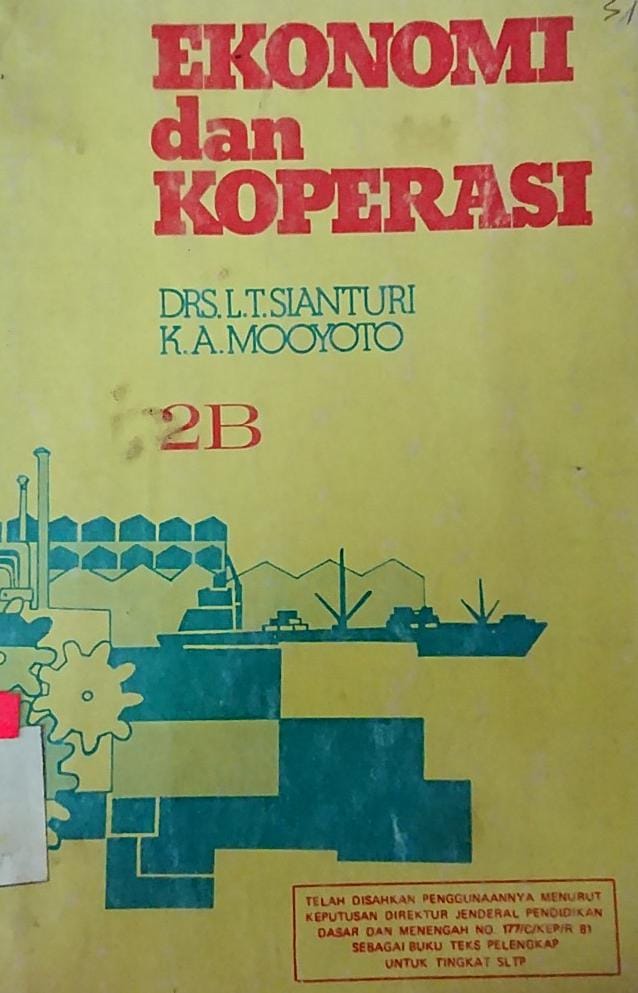 EKONOMI
dan
KOPERASI
DRS. L.T. SIANTURI
K.A. MOOYOTO
2B
TELAH DISAHKAN PENGGUNAANNYA MENURUT
KEPUTUSAN DIREKTUR JENDERAL PENDIDIKAN
DASAR DAN MENENGAH NO. 177/C/KEP/R 81
SEBAGAI BUKU TEKS PELENGKAP
UNTUK TINGKAT SLTP